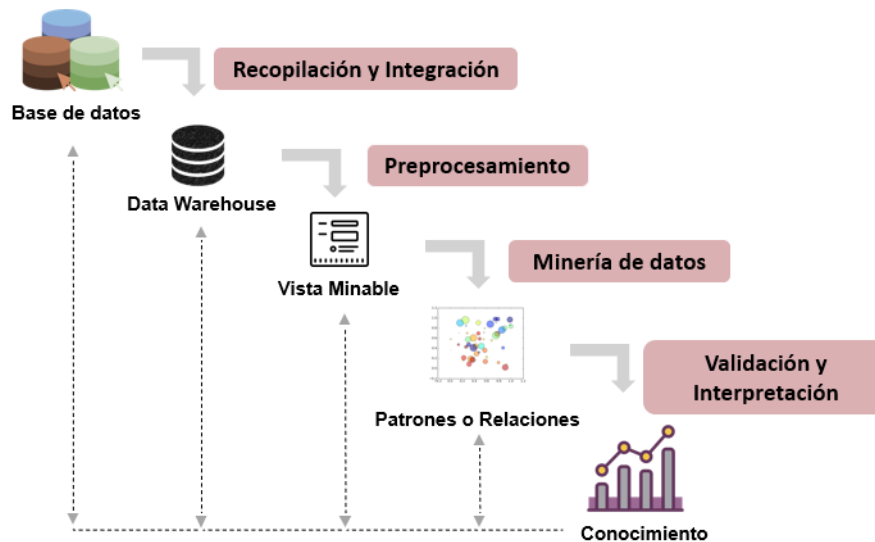 Recopilación y Integración
Base de datos
Preprocesamiento
Data Warehouse
Minería de datos
Vista Minable
Validación y
Interpretación
Patrones o Relaciones
Conocimiento